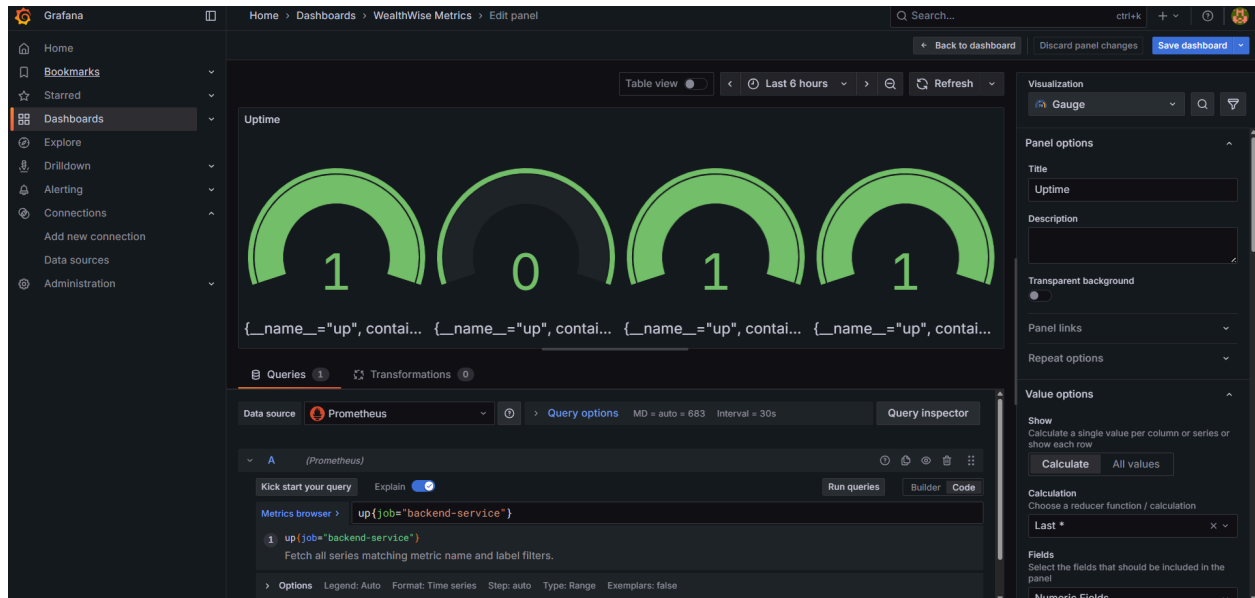 Grafana
Home > Dashboards > WealthWise Metrics > Edit panel
Search...
ctrl+k
Back to dashboard
Discard panel changes
Save dashboard
Home
Bookmarks
Starred
Dashboards
Explore
Drilldown
Alerting
Connections
Add new connection
Data sources
Administration
Table view
Last 6 hours
Refresh
Uptime
1
0
1
1
{__name__="up", contai...
{__name__="up", contai...
{__name__="up", contai...
{__name__="up", contai...
Queries 1
Transformations 0
Data source
Prometheus
> Query options MD = auto = 683 Interval = 30s
Query inspector
A (Prometheus)
Kick start your query
Explain
Run queries
Builder
Code
Metrics browser >
up{job="backend-service"}
1 up{job="backend-service"}
Fetch all series matching metric name and label filters.
> Options Legend: Auto Format: Time series Step: auto Type: Range Exemplars: false
Visualization
Gauge
Panel options
Title
Uptime
Description
Transparent background
Panel links
Repeat options
Value options
Show
Calculate a single value per column or series or
show each row
Calculate
All values
Calculation
Choose a reducer function / calculation
Last *
Fields
Select the fields that should be included in the
panel
Numeric Fields